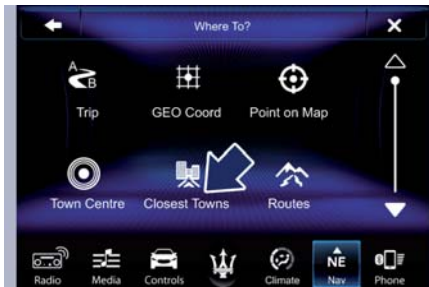 Where To?
A
B
Trip
GEO Coord
Point on Map
Town Centre
Closest Towns
Routes
NE
Radio
Media
Controls
Climate
Nav
Phone